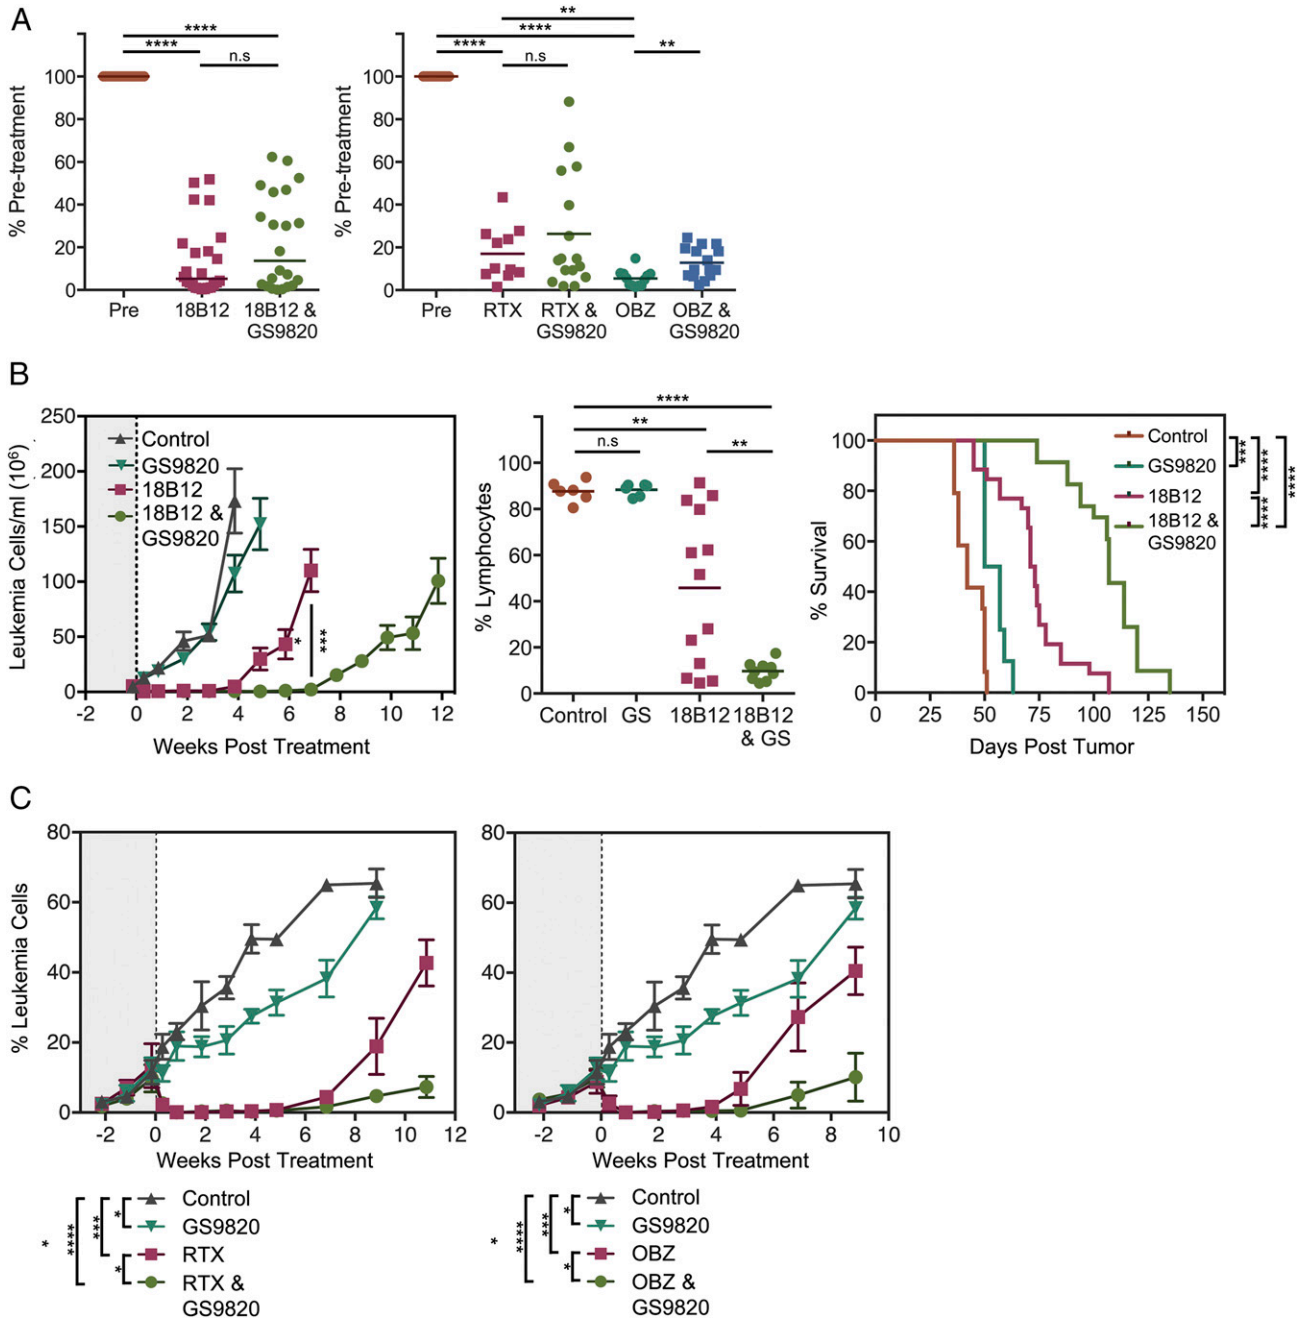 A
**
****
****
****
****
**
n.s
n.s
% Pre-treatment
100
80
60
40
20
0
Pre
18B12
18B12 &
GS9820
% Pre-treatment
100
80
60
40
20
0
Pre
RTX
RTX &
GS9820
OBZ
OBZ &
GS9820
B
Leukemia Cells/ml (10⁶)
250
200
150
100
50
0
Control
GS9820
18B12
18B12 &
GS9820
*
***
-2
0
2
4
6
8
10
12
Weeks Post Treatment
% Lymphocytes
****
**
n.s
**
100
80
60
40
20
0
Control
GS
18B12
18B12
& GS
% Survival
100
80
60
40
20
0
Control
GS9820
18B12
18B12 &
GS9820
***
****
****
****
0
25
50
75
100
125
150
Days Post Tumor
C
% Leukemia Cells
80
60
40
20
0
-2
0
2
4
6
8
10
12
Weeks Post Treatment
80
60
40
20
0
-2
0
2
4
6
8
10
Weeks Post Treatment
*
****
***
*
*
Control
GS9820
RTX
RTX &
GS9820
*
****
***
*
*
Control
GS9820
OBZ
OBZ &
GS9820